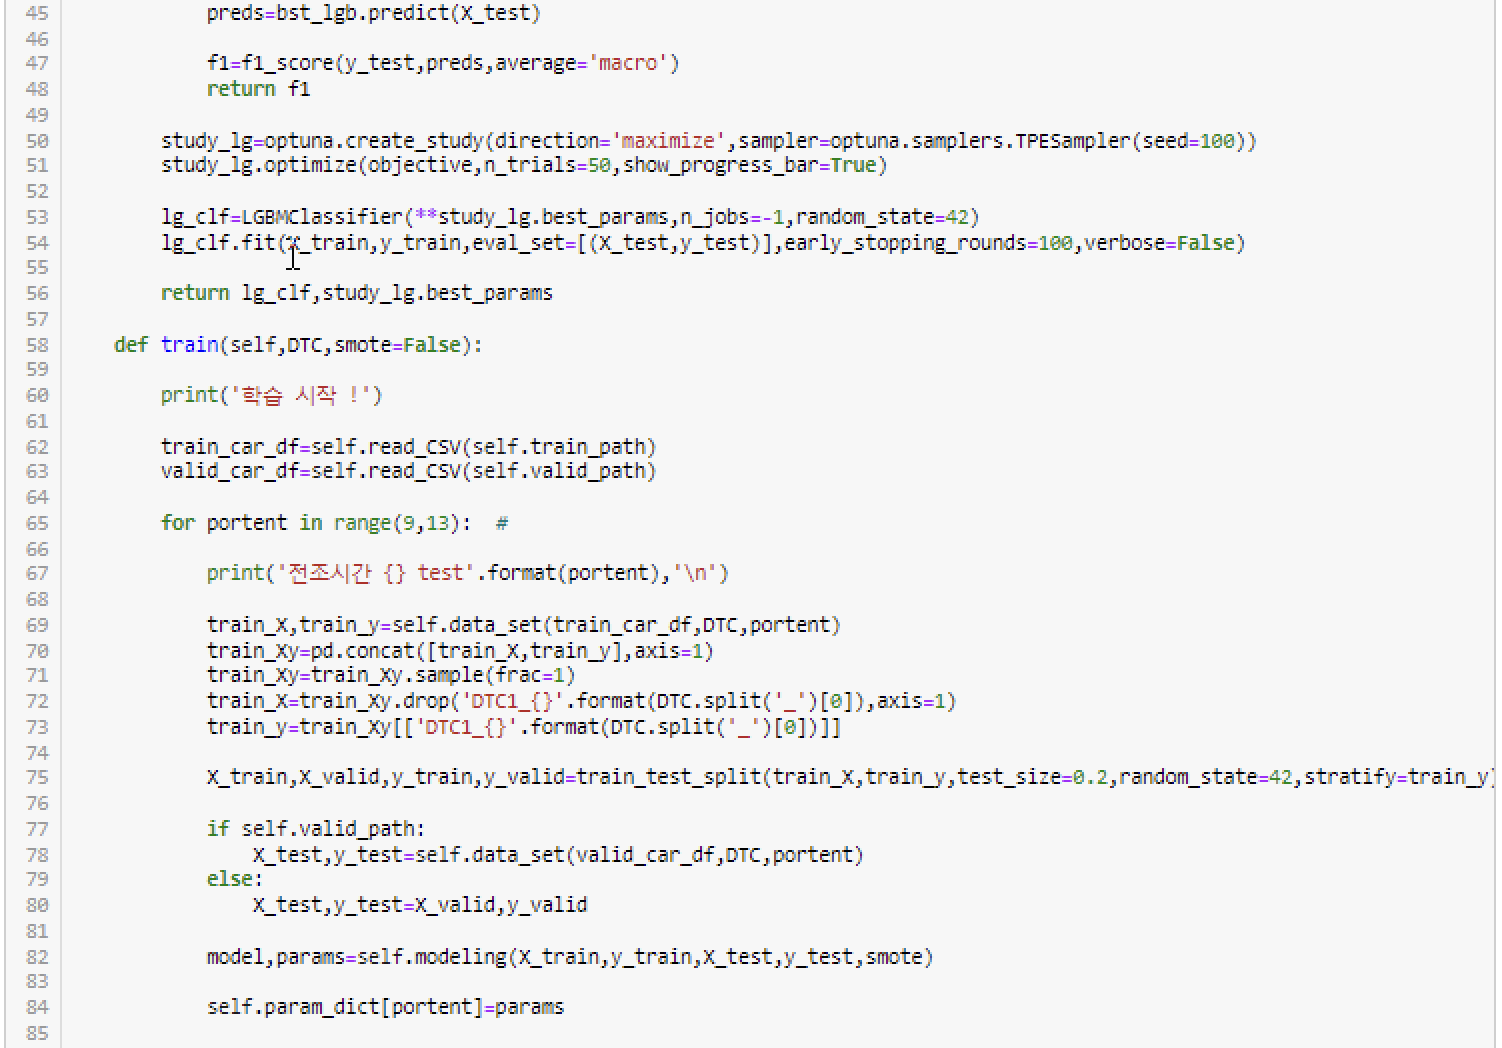 45 preds=bst_lgb.predict(X_test)
46
47 f1=f1_score(y_test,preds,average='macro')
48 return f1
49
50 study_lg=optuna.create_study(direction='maximize',sampler=optuna.samplers.TPESampler(seed=100))
51 study_lg.optimize(objective,n_trials=50,show_progress_bar=True)
52
53 lg_clf=LGBMClassifier(**study_lg.best_params,n_jobs=-1,random_state=42)
54 lg_clf.fit(X_train,y_train,eval_set=[(X_test,y_test)],early_stopping_rounds=100,verbose=False)
55
56 return lg_clf,study_lg.best_params
57
58 def train(self,DTC,smote=False):
59
60 print('학습 시작 !')
61
62 train_car_df=self.read_CSV(self.train_path)
63 valid_car_df=self.read_CSV(self.valid_path)
64
65 for portent in range(9,13):  #
66
67 print('전조시간 {} test'.format(portent),'\n')
68
69 train_X,train_y=self.data_set(train_car_df,DTC,portent)
70 train_Xy=pd.concat([train_X,train_y],axis=1)
71 train_Xy=train_Xy.sample(frac=1)
72 train_X=train_Xy.drop('DTC1_{}'.format(DTC.split('_')[0]),axis=1)
73 train_y=train_Xy[['DTC1_{}'.format(DTC.split('_')[0])]]
74
75 X_train,X_valid,y_train,y_valid=train_test_split(train_X,train_y,test_size=0.2,random_state=42,stratify=train_y)
76
77 if self.valid_path:
78 X_test,y_test=self.data_set(valid_car_df,DTC,portent)
79 else:
80 X_test,y_test=X_valid,y_valid
81
82 model,params=self.modeling(X_train,y_train,X_test,y_test,smote)
83
84 self.param_dict[portent]=params
85